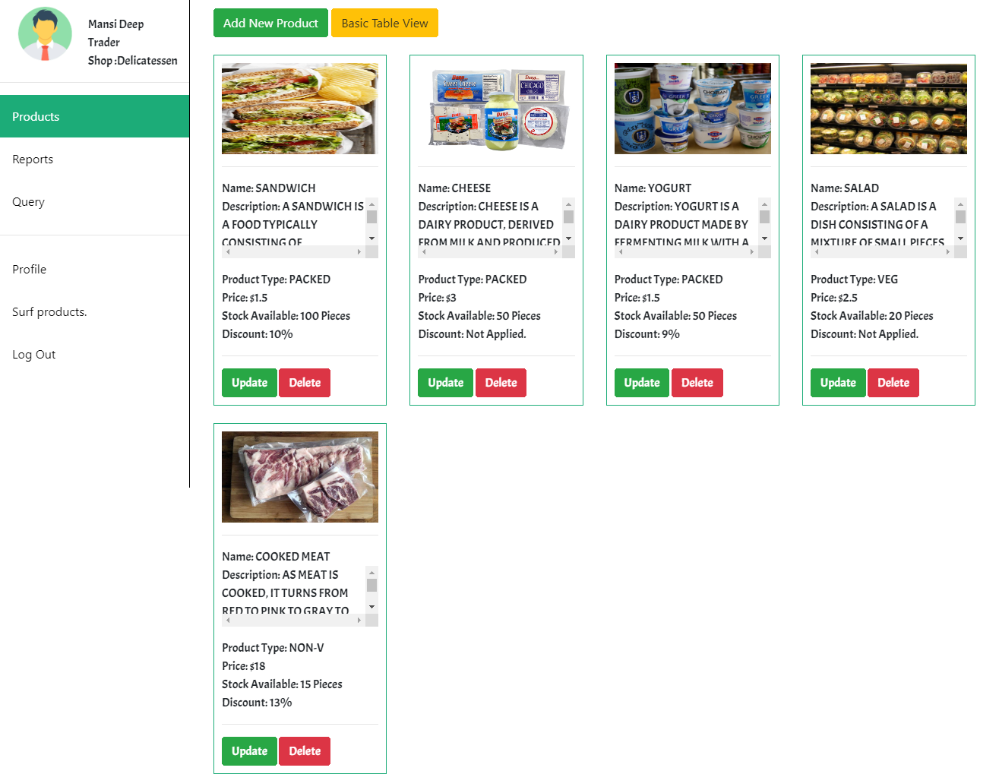 Mansi Deep
Trader
Shop :Delicatessen
Products
Reports
Query
Profile
Surf products.
Log Out
Add New Product
Basic Table View
Name: SANDWICH
Description: A SANDWICH IS
A FOOD TYPICALLY
CONSISTING OF
Product Type: PACKED
Price: $1.5
Stock Available: 100 Pieces
Discount: 10%
Update
Delete
CHICAGO
Name: CHEESE
Description: CHEESE IS A
DAIRY PRODUCT, DERIVED
FROM MILK AND PRODUCED
Product Type: PACKED
Price: $3
Stock Available: 50 Pieces
Discount: Not Applied.
Update
Delete
CHOBANI
GREEK
Name: YOGURT
Description: YOGURT IS A
DAIRY PRODUCT MADE BY
FERMENTING MILK WITH A
Product Type: PACKED
Price: $1.5
Stock Available: 50 Pieces
Discount: 9%
Update
Delete
Name: SALAD
Description: A SALAD IS A
DISH CONSISTING OF A
MIXTURE OF SMALL PIECES
Product Type: VEG
Price: $2.5
Stock Available: 20 Pieces
Discount: Not Applied.
Update
Delete
Name: COOKED MEAT
Description: AS MEAT IS
COOKED, IT TURNS FROM
RED TO PINK TO GRAY TO
Product Type: NON-V
Price: $18
Stock Available: 15 Pieces
Discount: 13%
Update
Delete